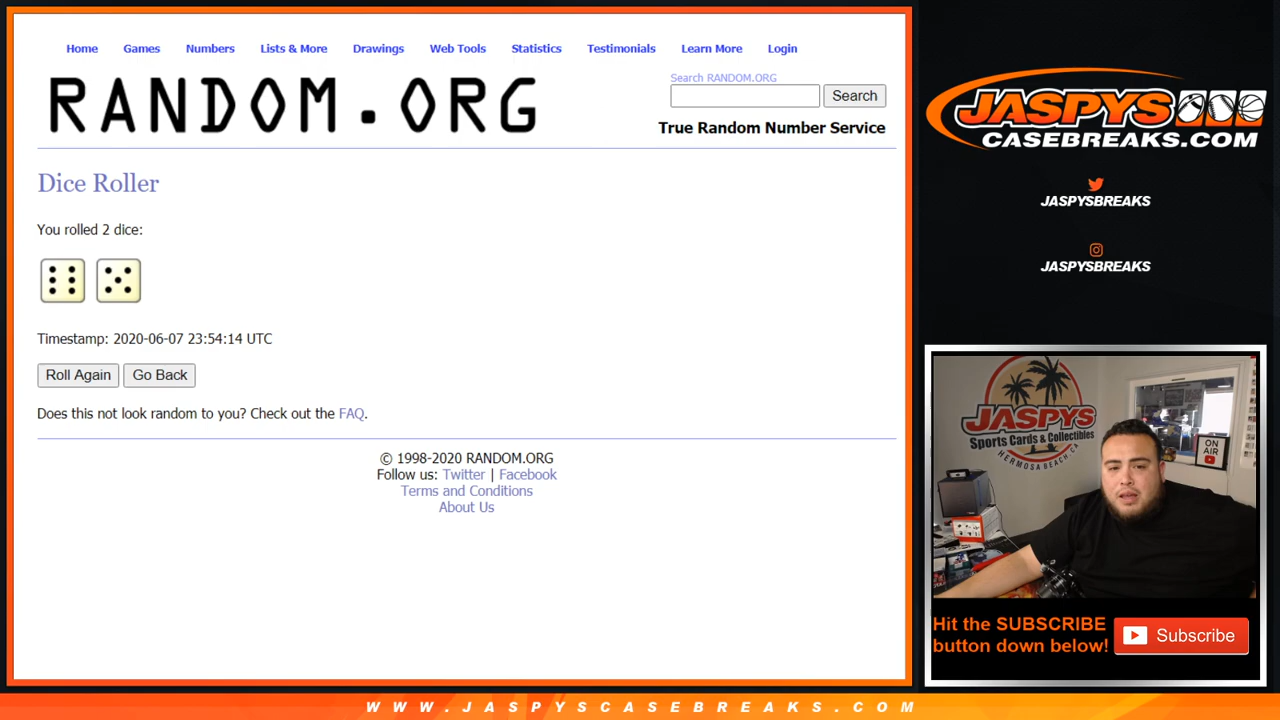 Home Games Numbers Lists & More Drawings Web Tools Statistics Testimonials Learn More Login
RANDOM.ORG
Search RANDOM.ORG
Search
True Random Number Service
Dice Roller
You rolled 2 dice:
Timestamp: 2020-06-07 23:54:14 UTC
Roll Again Go Back
Does this not look random to you? Check out the FAQ.
© 1998-2020 RANDOM.ORG
Follow us: Twitter | Facebook
Terms and Conditions
About Us
JASPYS
CASEBREAKS.COM
JASPYSBREAKS
JASPYSBREAKS
JASPYS
Sports Cards & Collectibles
HERMOSA BEACH, CA
ON
AIR
Hit the SUBSCRIBE
button down below!
Subscribe
WWW.JASPYSCASEBREAKS.COM